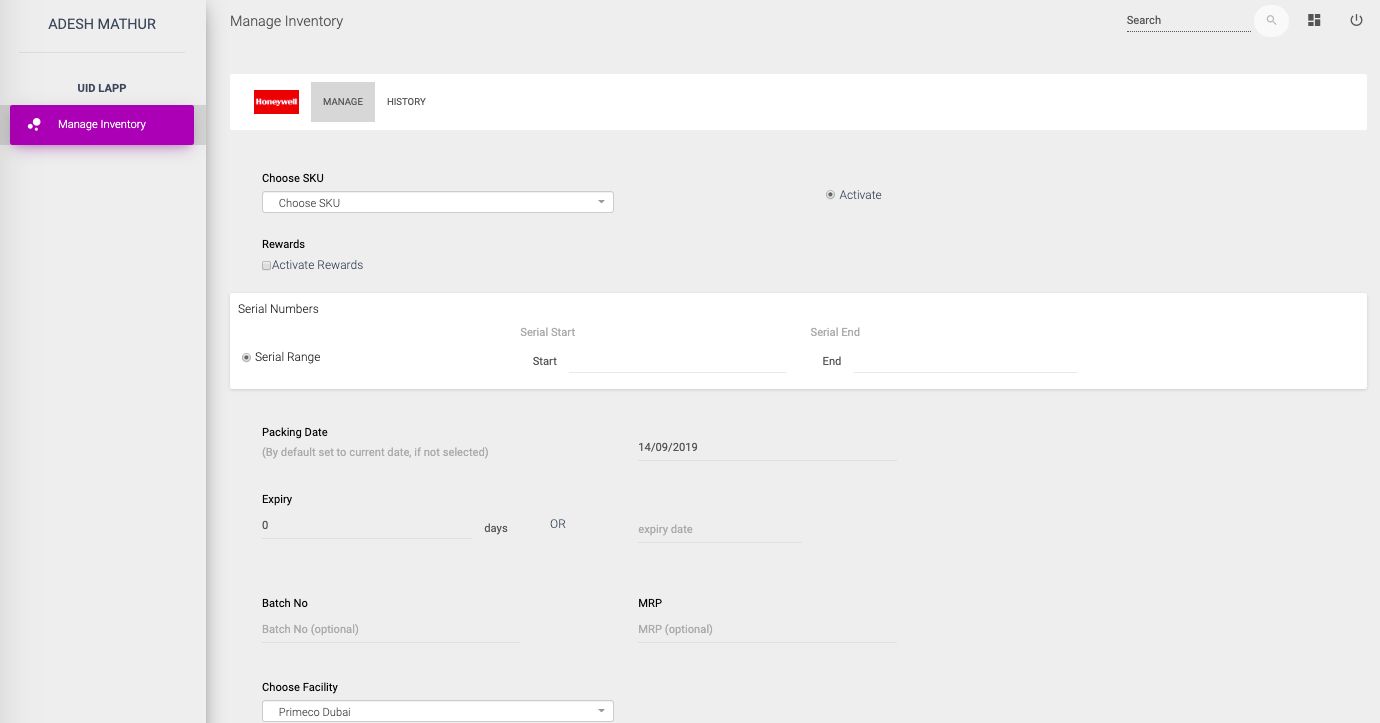 ADESH MATHUR
UID LAPP
Manage Inventory
Manage Inventory
Search
Honeywell
MANAGE
HISTORY
Choose SKU
Choose SKU
Activate
Rewards
Activate Rewards
Serial Numbers
Serial Start
Serial End
Serial Range
Start
End
Packing Date
(By default set to current date, if not selected)
14/09/2019
Expiry
0
days
OR
expiry date
Batch No
MRP
Batch No (optional)
MRP (optional)
Choose Facility
Primeco Dubai